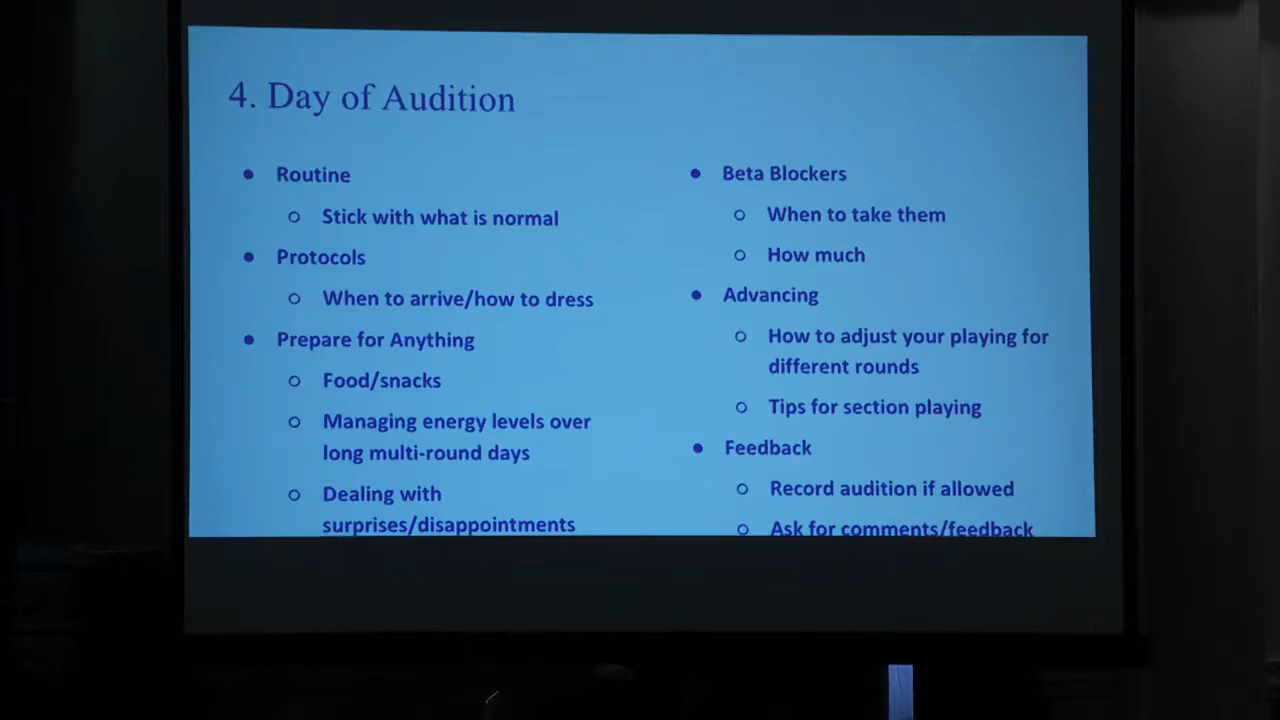 4. Day of Audition
● Routine
○ Stick with what is normal
● Protocols
○ When to arrive/how to dress
● Prepare for Anything
○ Food/snacks
○ Managing energy levels over
long multi-round days
○ Dealing with
surprises/disappointments
● Beta Blockers
○ When to take them
○ How much
● Advancing
○ How to adjust your playing for
different rounds
○ Tips for section playing
● Feedback
○ Record audition if allowed
○ Ask for comments/feedback